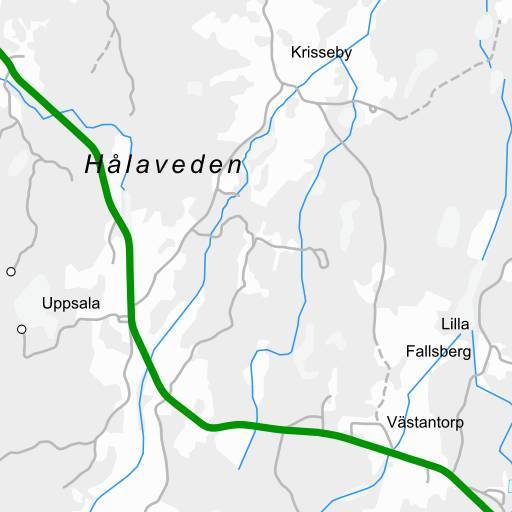 Krisseby
Hålaveden
Uppsala
Lilla
Fallsberg
Västantorp